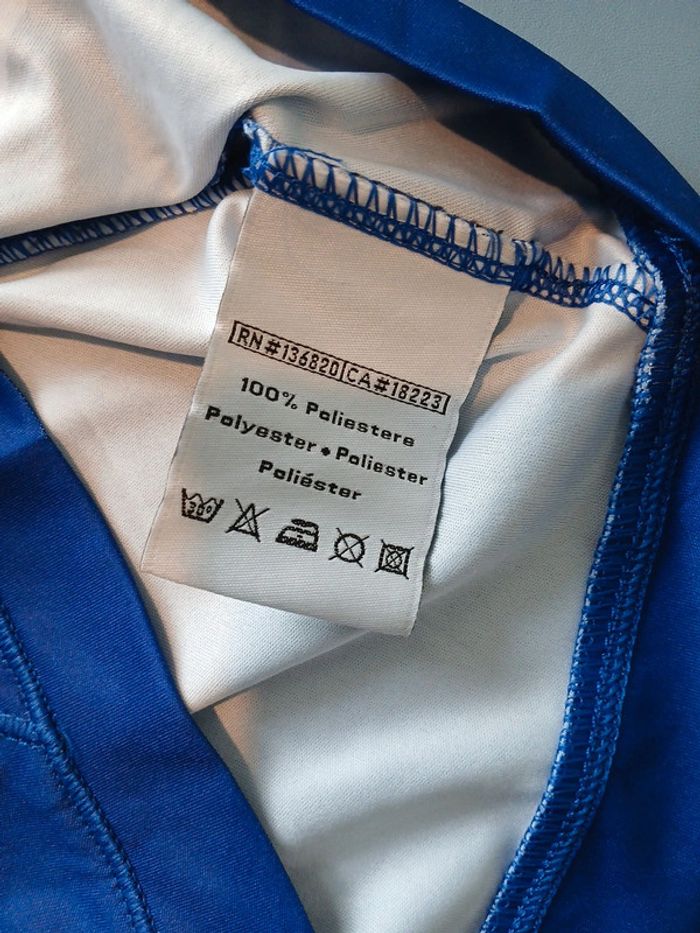 RN#136820 CA#18223
100% Poliestere
Polyester • Poliester
Poliéster
30°